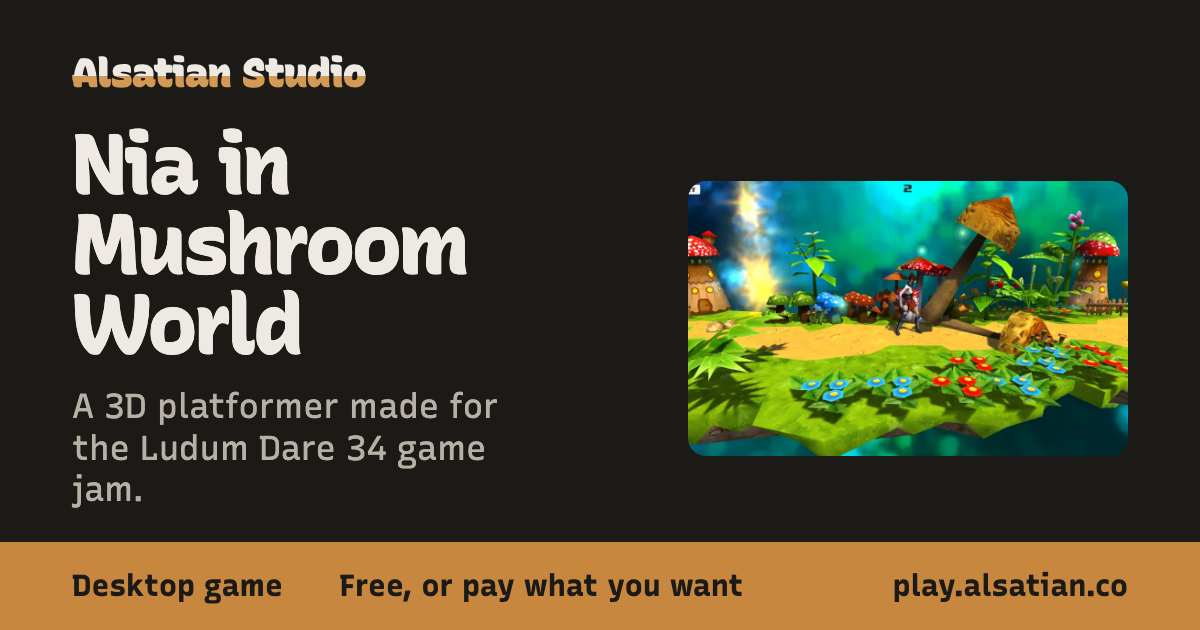 Alsatian Studio
Nia in
Mushroom
World
A 3D platformer made for
the Ludum Dare 34 game
jam.
2
Desktop game
Free, or pay what you want
play.alsatian.co